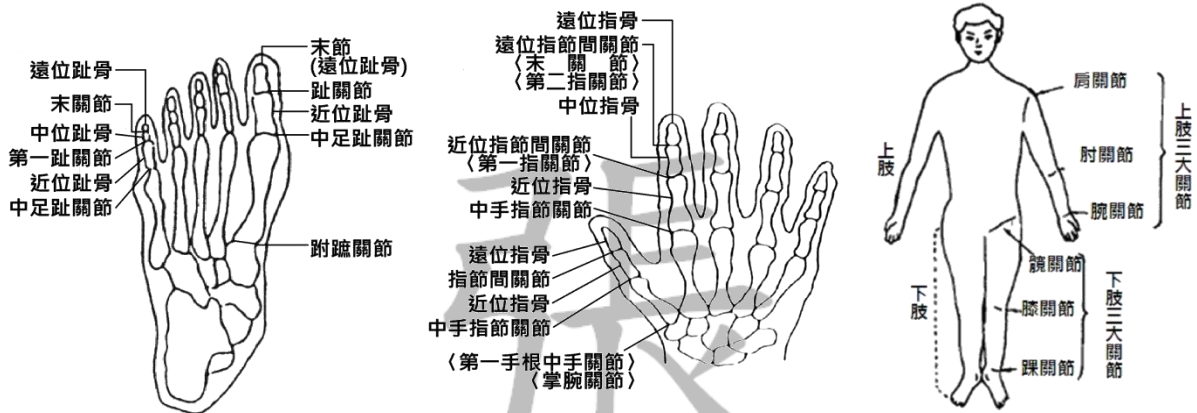 遠位趾骨
末關節
中位趾骨
第一趾關節
近位趾骨
中足趾關節
末節
(遠位趾骨)
趾關節
近位趾骨
中足趾關節
跗蹠關節
遠位指骨
遠位指節間關節
〈末關節〉
〈第二指關節〉
中位指骨
近位指節間關節
〈第一指關節〉
近位指骨
中手指節關節
遠位指骨
指節間關節
近位指骨
中手指節關節
〈第一手根中手關節〉
〈掌腕關節〉
張
上肢
下肢
肩關節
肘關節
腕關節
上肢三大關節
髖關節
膝關節
踝關節
下肢三大關節